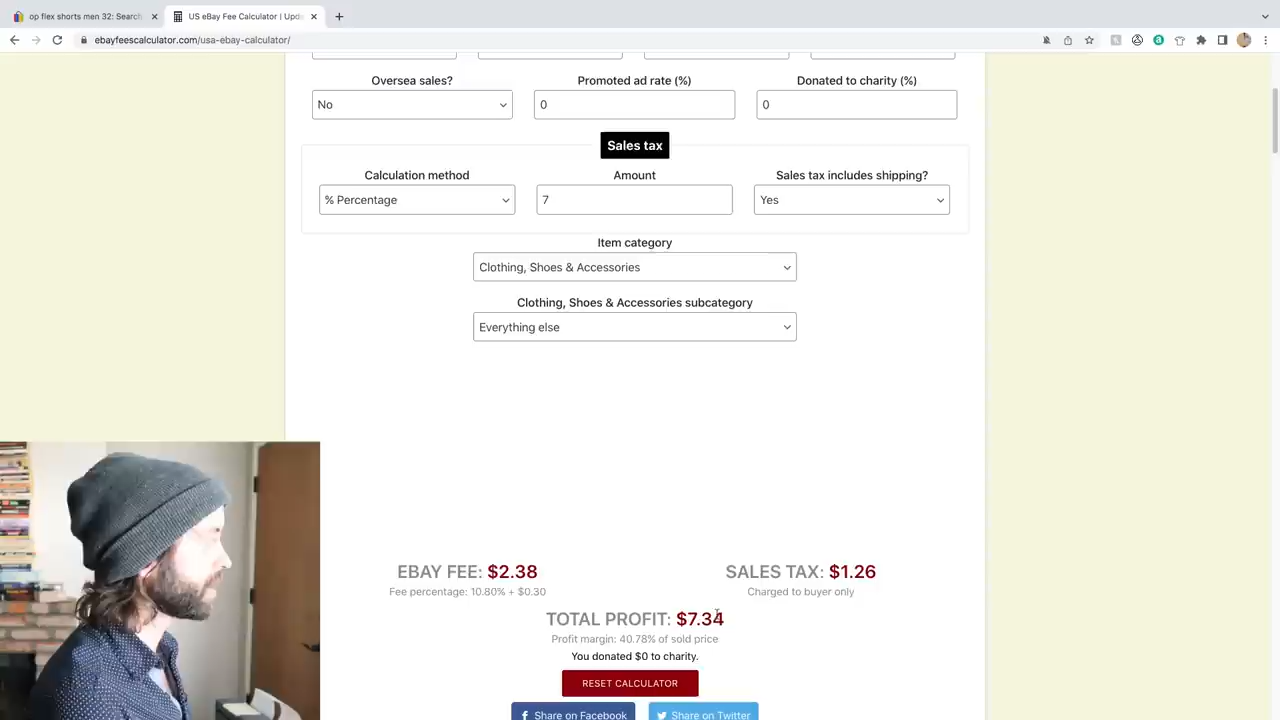 op flex shorts men 32: Search
US eBay Fee Calculator | Upda
ebayfeescalculator.com/usa-ebay-calculator/
Oversea sales?
Promoted ad rate (%)
Donated to charity (%)
No
0
0
Sales tax
Calculation method
Amount
Sales tax includes shipping?
% Percentage
7
Yes
Item category
Clothing, Shoes & Accessories
Clothing, Shoes & Accessories subcategory
Everything else
EBAY FEE: $2.38
SALES TAX: $1.26
Fee percentage: 10.80% + $0.30
Charged to buyer only
TOTAL PROFIT: $7.34
Profit margin: 40.78% of sold price
You donated $0 to charity.
RESET CALCULATOR
Share on Facebook
Share on Twitter